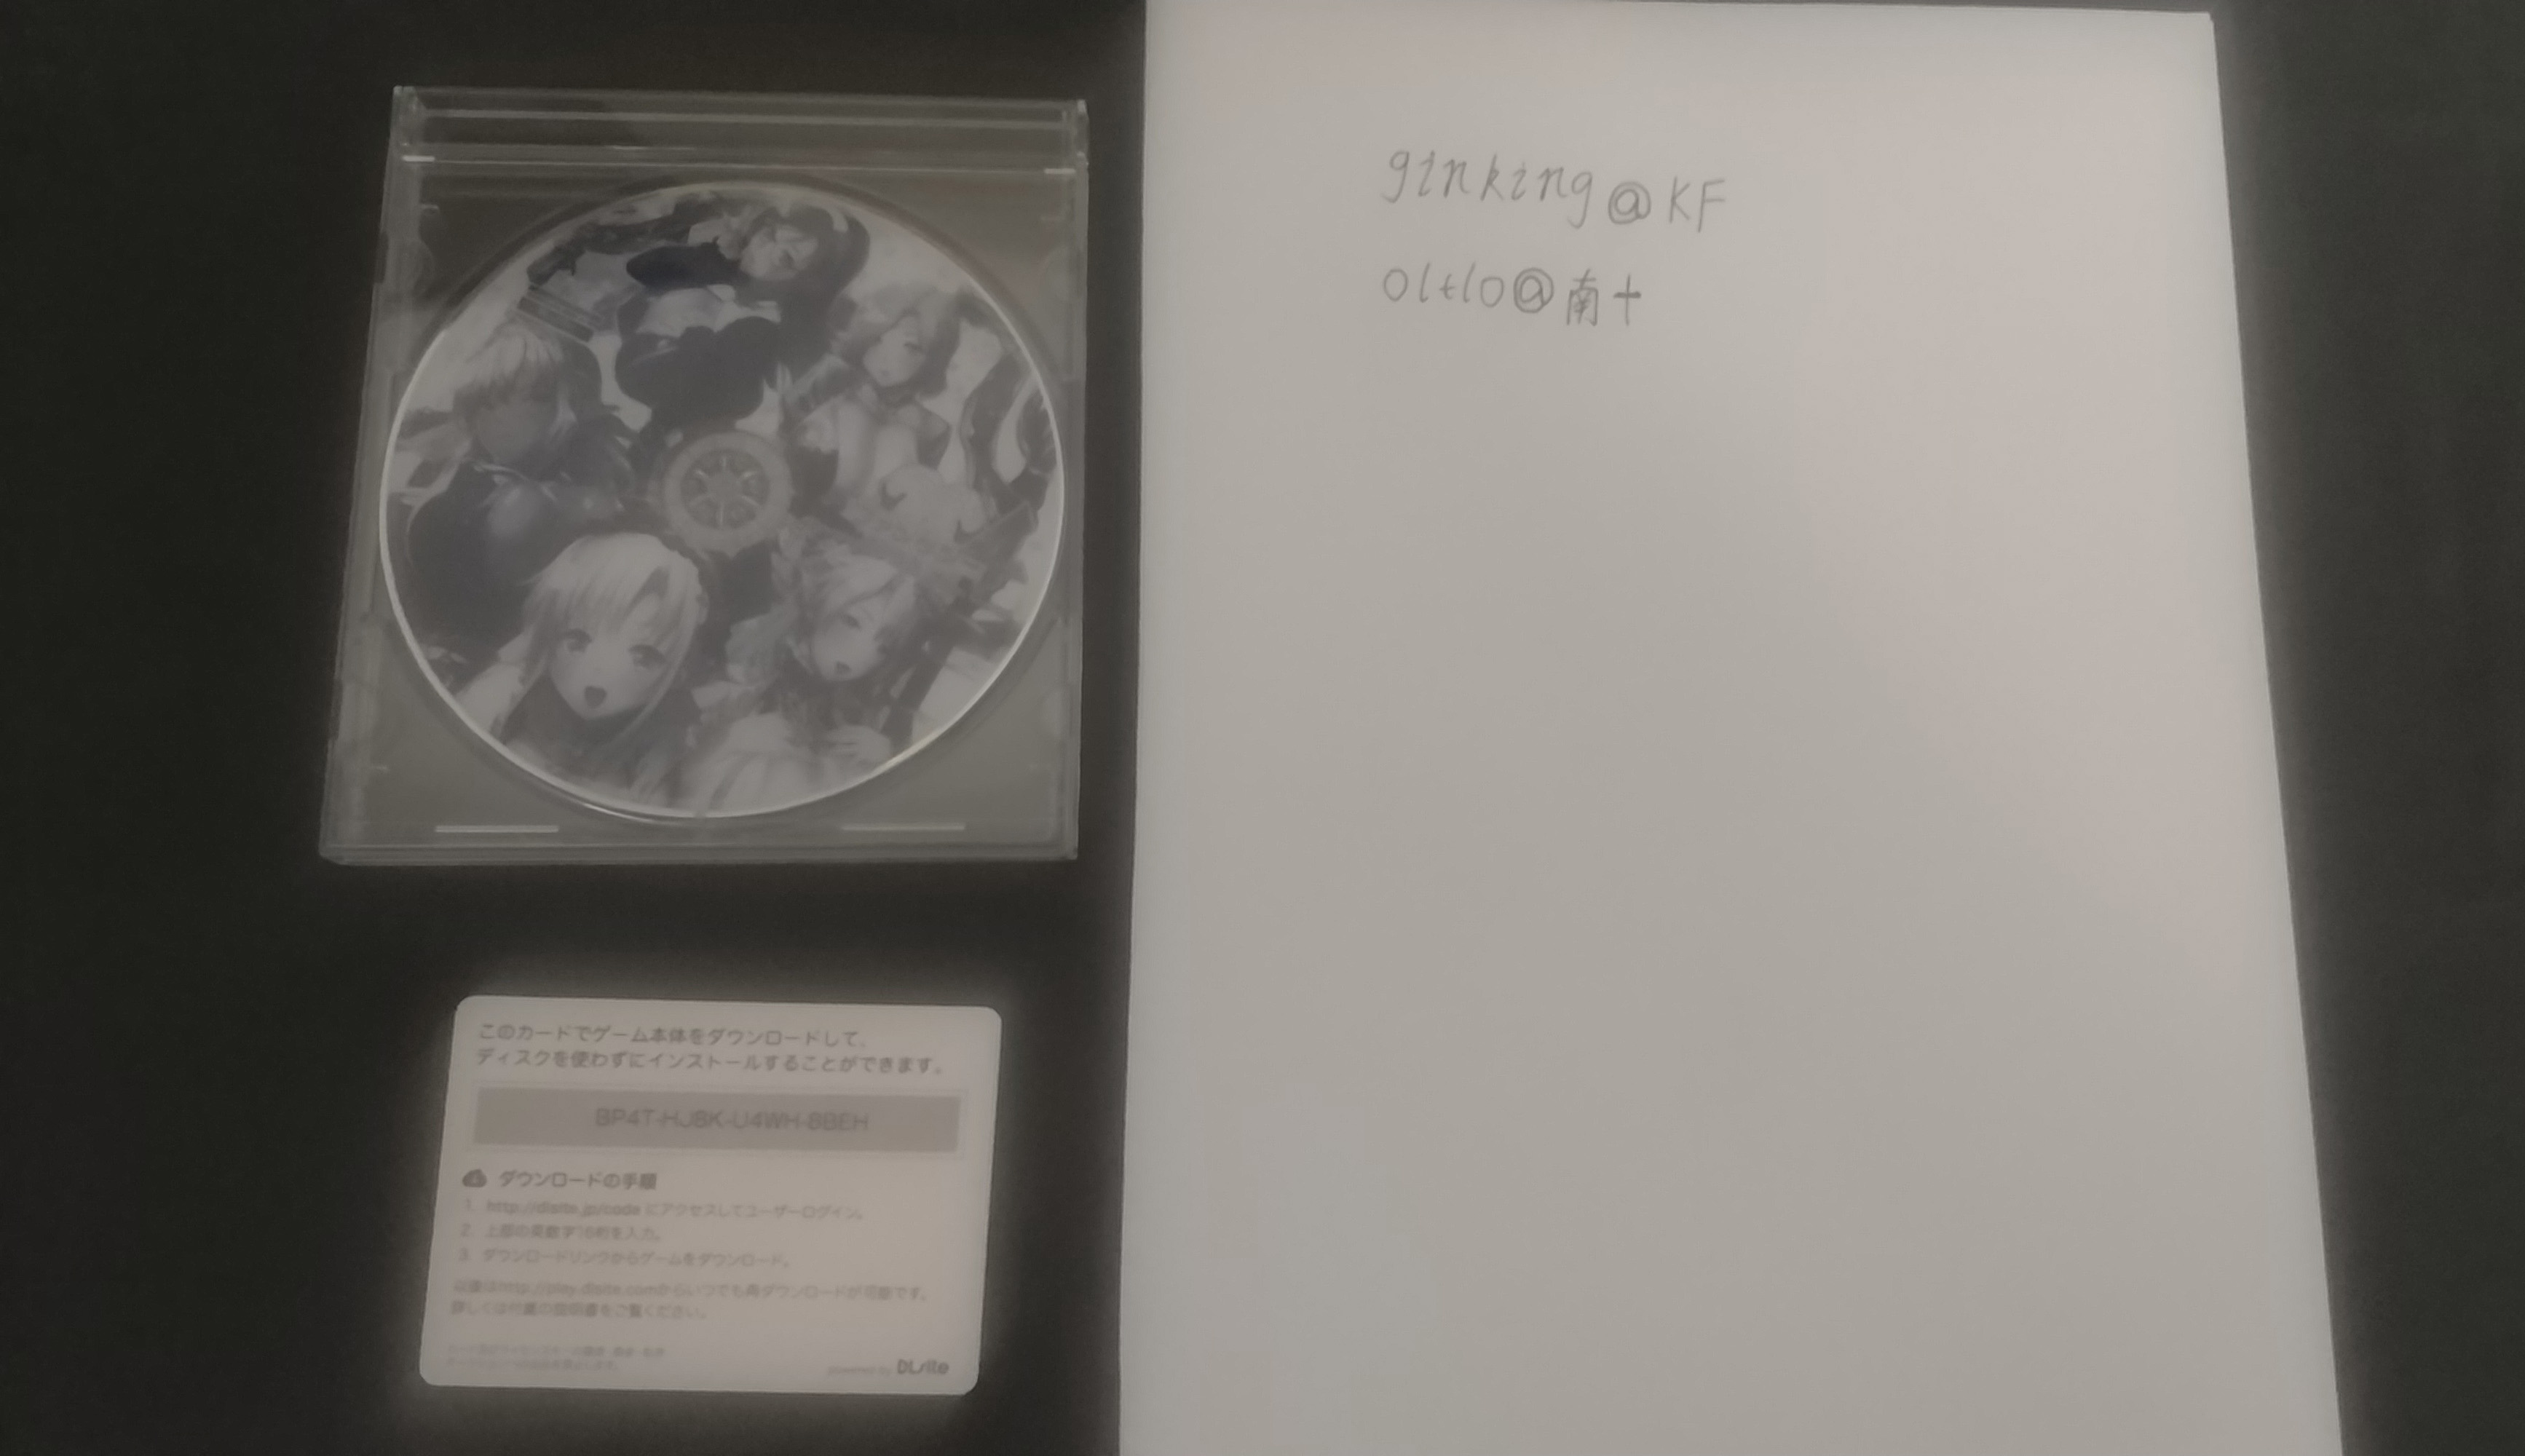 ginking@KF
oltlo@南十
このカードでゲーム本体をダウンロードして、
ディスクを使わずにインストールすることができます。
BP4T-HJ8K-U4WH-8BEH
ダウンロードの手順
1. http://dlsite.jp/code にアクセスしてユーザーログイン。
2. 上部の英数字16桁を入力。
3. ダウンロードリンクからゲームをダウンロード。
以後はhttp://play.dlsite.comからいつでも再ダウンロードが可能です。
詳しくは付属の説明書をご覧ください。
powered by DLsite